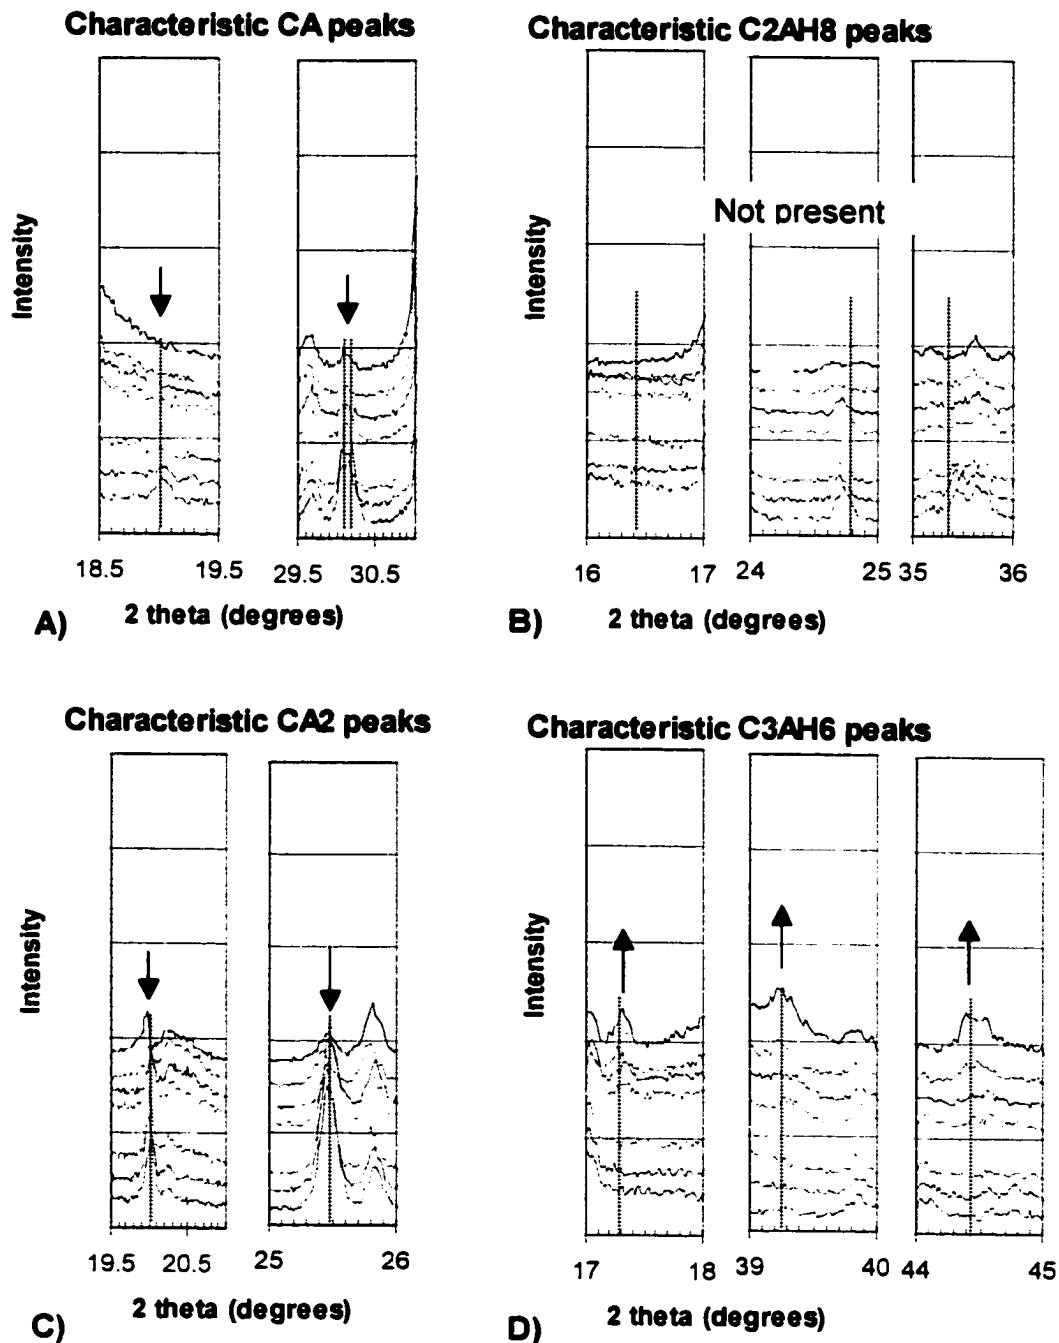 Characteristic CA peaks
Intensity
18.5 19.5 29.5 30.5
A) 2 theta (degrees)
Characteristic C2AH8 peaks
Intensity
Not present
16 17 24 25 35 36
B) 2 theta (degrees)
Characteristic CA2 peaks
Intensity
19.5 20.5 25 26
C) 2 theta (degrees)
Characteristic C3AH6 peaks
Intensity
17 18 39 40 44 45
D) 2 theta (degrees)